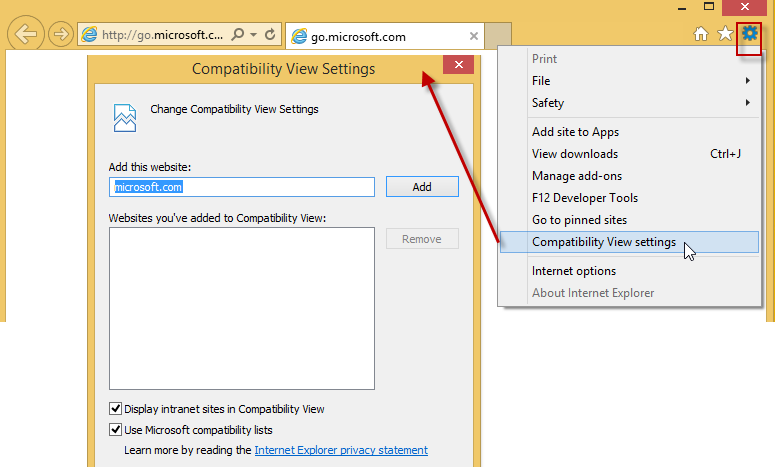 http://go.microsoft.c...
go.microsoft.com
Compatibility View Settings
Change Compatibility View Settings
Add this website:
microsoft.com
Add
Websites you've added to Compatibility View:
Remove
Display intranet sites in Compatibility View
Use Microsoft compatibility lists
Learn more by reading the Internet Explorer privacy statement
Print
File
Safety
Add site to Apps
View downloads Ctrl+J
Manage add-ons
F12 Developer Tools
Go to pinned sites
Compatibility View settings
Internet options
About Internet Explorer